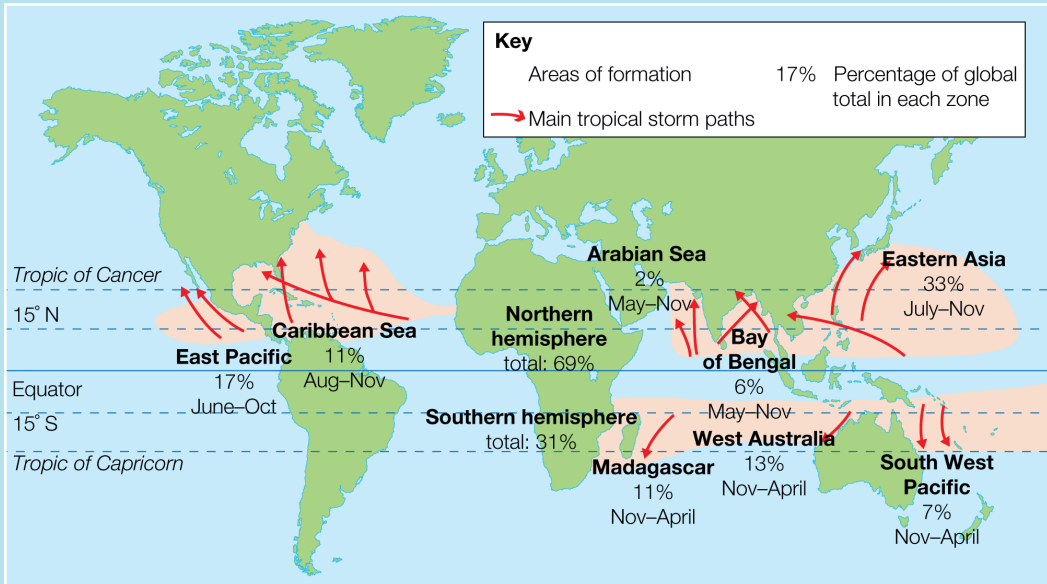 Key
Areas of formation
17% Percentage of global
total in each zone
Main tropical storm paths
Tropic of Cancer
15° N
Equator
15° S
Tropic of Capricorn
East Pacific
17%
June–Oct
Caribbean Sea
11%
Aug–Nov
Northern
hemisphere
total: 69%
Southern hemisphere
total: 31%
Arabian Sea
2%
May–Nov
Bay
of Bengal
6%
May–Nov
Eastern Asia
33%
July–Nov
Madagascar
11%
Nov–April
West Australia
13%
Nov–April
South West
Pacific
7%
Nov–April